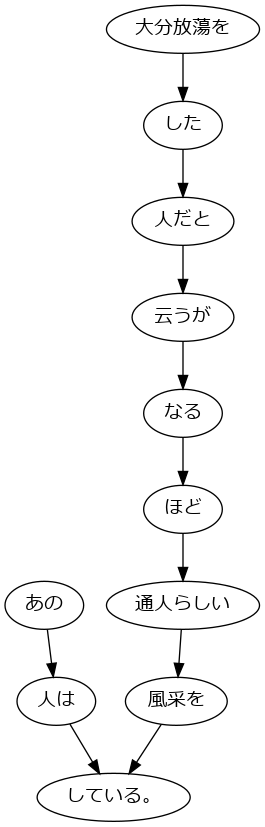 大分放蕩を
した
人だと
云うが
なる
ほど
あの
通人らしい
人は
風采を
している。